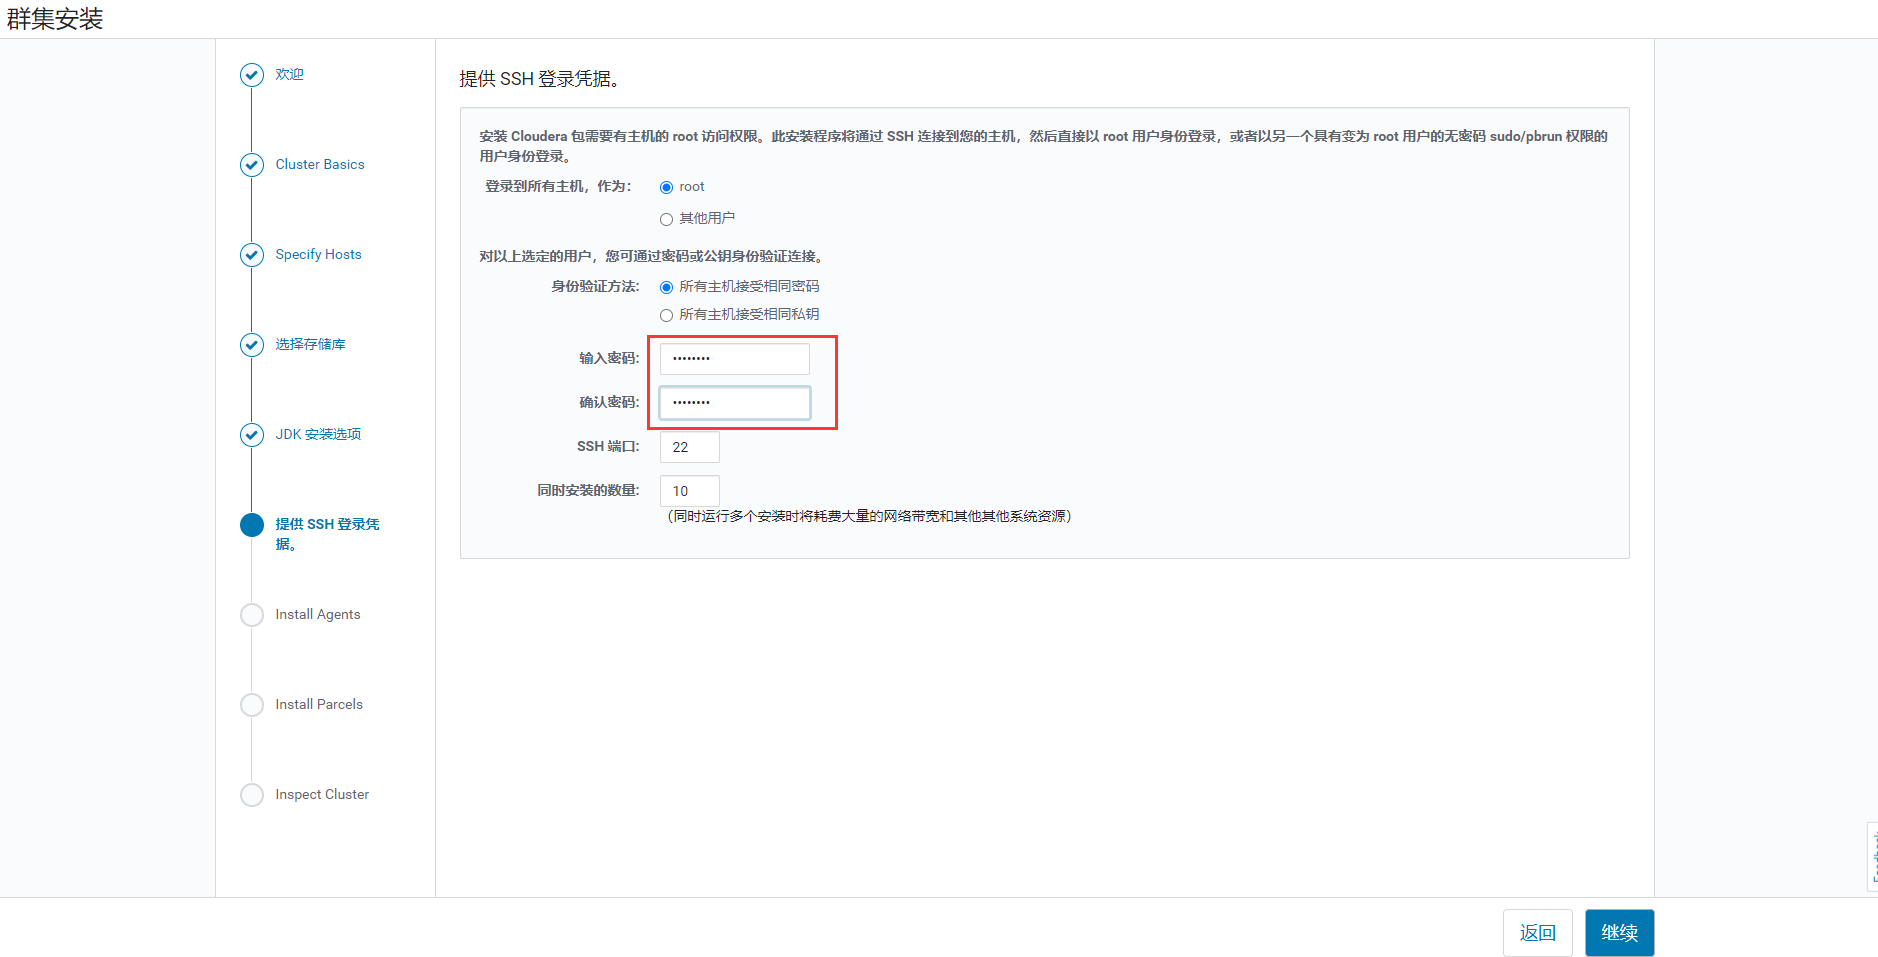 群集安装
欢迎
Cluster Basics
Specify Hosts
选择存储库
JDK 安装选项
提供 SSH 登录凭
据。
Install Agents
Install Parcels
Inspect Cluster
提供 SSH 登录凭据。
安装 Cloudera 包需要有主机的 root 访问权限。此安装程序将通过 SSH 连接到您的主机，然后直接以 root 用户身份登录，或者以另一个具有变为 root 用户的无密码 sudo/pbrun 权限的
用户身份登录。
登录到所有主机，作为： root
其他用户
对以上选定的用户，您可通过密码或公钥身份验证连接。
身份验证方法: 所有主机接受相同密码
所有主机接受相同私钥
输入密码: ••••••••
确认密码: ••••••••
SSH 端口: 22
同时安装的数量: 10
（同时运行多个安装时将耗费大量的网络带宽和其他其他系统资源）
返回 继续